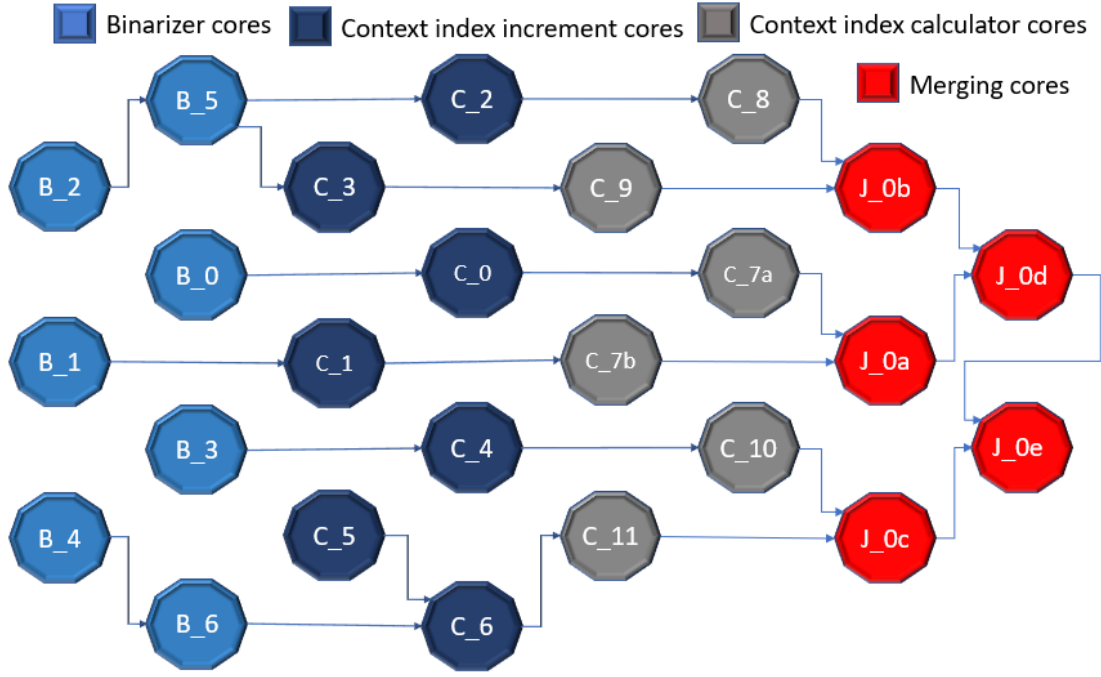 Binarizer cores
Context index increment cores
Context index calculator cores
Merging cores
B_5
C_2
C_8
B_2
C_3
C_9
J_0b
B_0
C_0
C_7a
J_0d
B_1
C_1
C_7b
J_0a
B_3
C_4
C_10
J_0e
B_4
C_5
C_11
J_0c
B_6
C_6